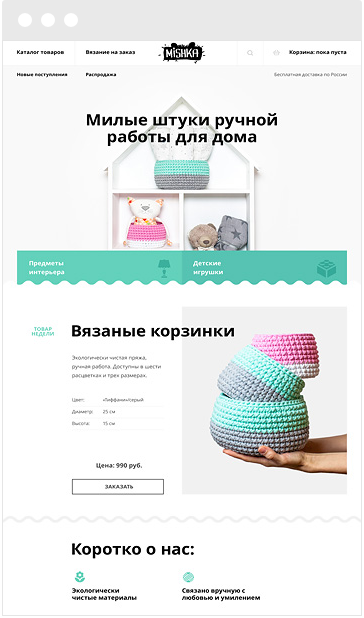 Каталог товаров
Вязание на заказ
MiSHKA
Корзина: пока пуста
Новые поступления
Распродажа
Бесплатная доставка по России
Милые штуки ручной
работы для дома
Предметы
интерьера
Детские
игрушки
ТОВАР
НЕДЕЛИ
Вязаные корзинки
Экологически чистая пряжа,
ручная работа. Доступны в шести
расцветках и трех размерах.
Цвет: «Тиффани»/серый
Диаметр: 25 см
Высота: 15 см
Цена: 990 руб.
ЗАКАЗАТЬ
Коротко о нас:
Экологически
чистые материалы
Связано вручную с
любовью и умилением